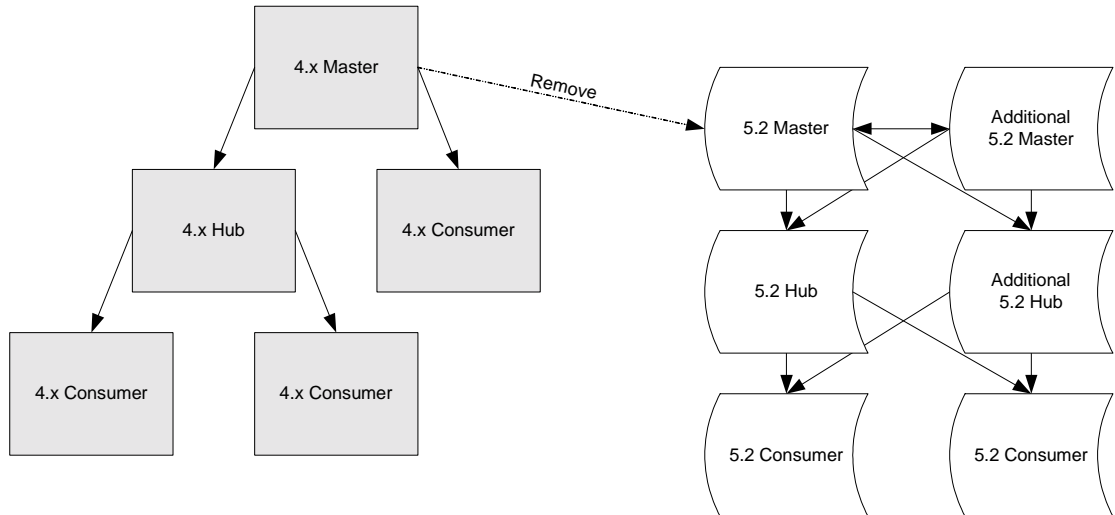 4.x Master
Remove
5.2 Master
Additional
5.2 Master
4.x Hub
4.x Consumer
5.2 Hub
Additional
5.2 Hub
4.x Consumer
4.x Consumer
5.2 Consumer
5.2 Consumer